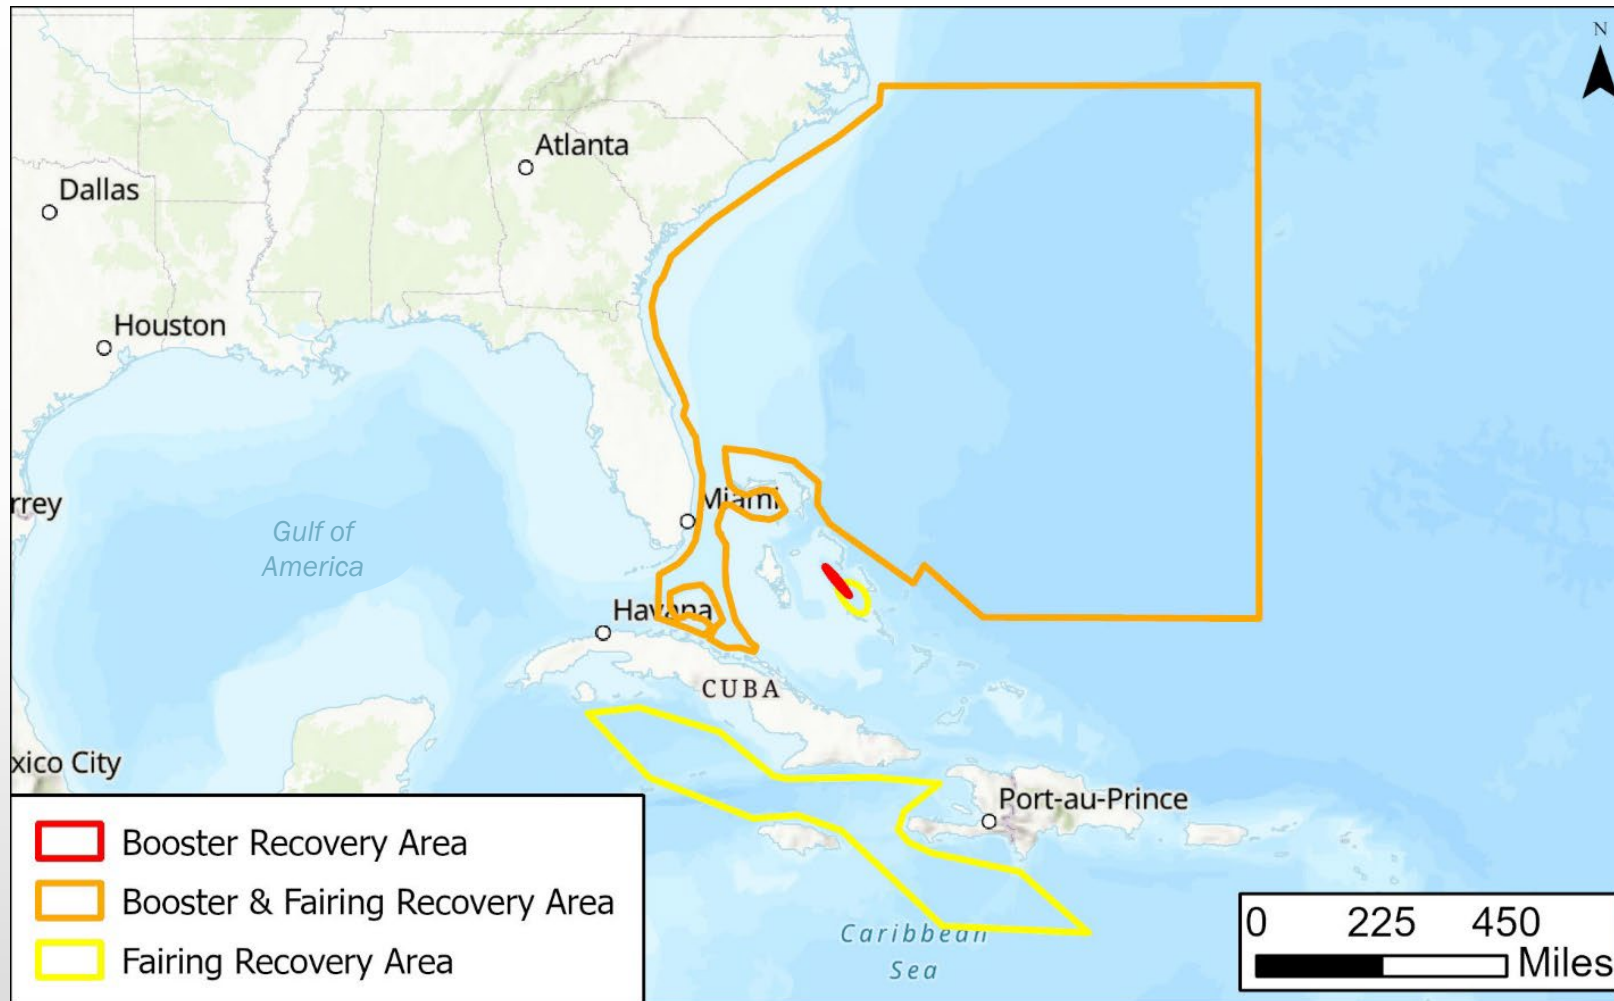 N
Atlanta
Dallas
Houston
rrey
Miami
Gulf of
America
Havana
CUBA
xico City
Port-au-Prince
Caribbean
Sea
Booster Recovery Area
Booster & Fairing Recovery Area
Fairing Recovery Area
0 225 450
Miles